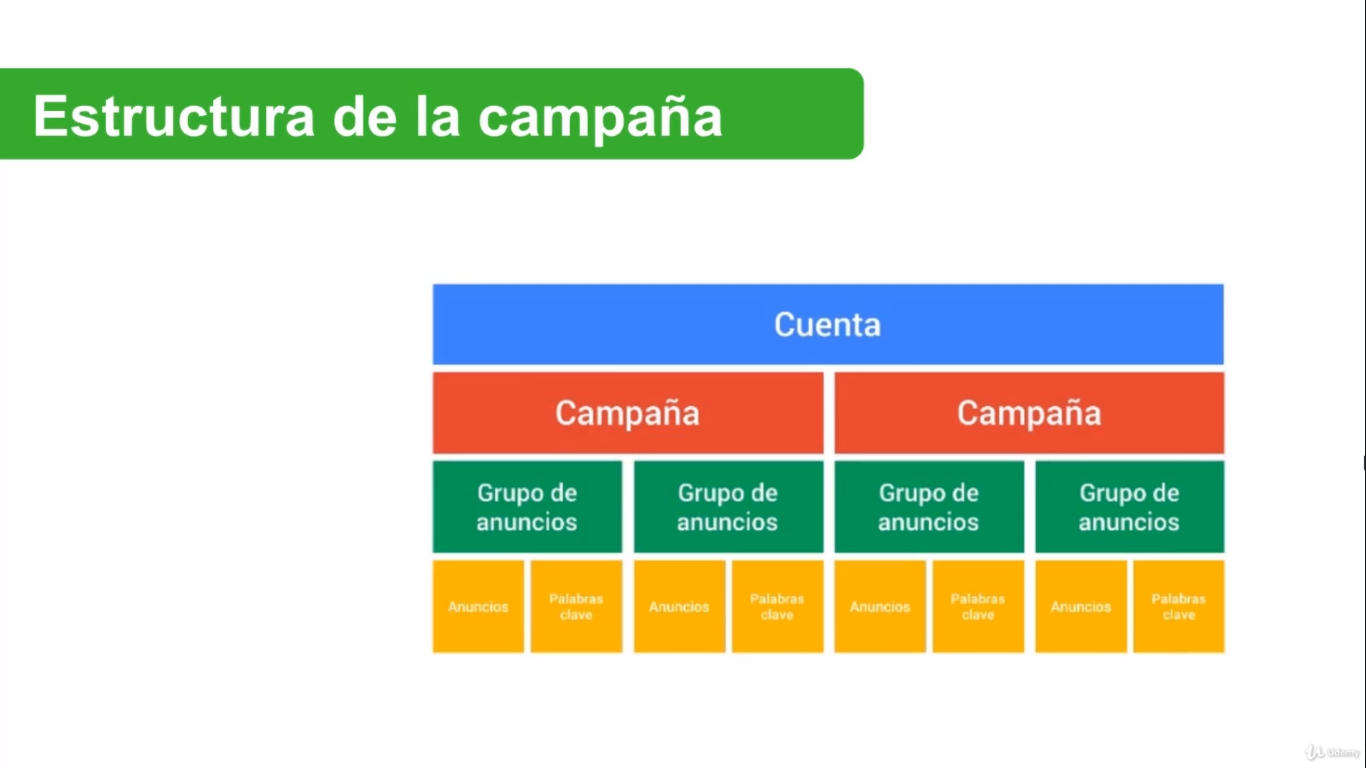 Estructura de la campaña
Cuenta
Campaña
Campaña
Grupo de
anuncios
Grupo de
anuncios
Grupo de
anuncios
Grupo de
anuncios
Anuncios
Palabras
clave
Anuncios
Palabras
clave
Anuncios
Palabras
clave
Anuncios
Palabras
clave
Udemy